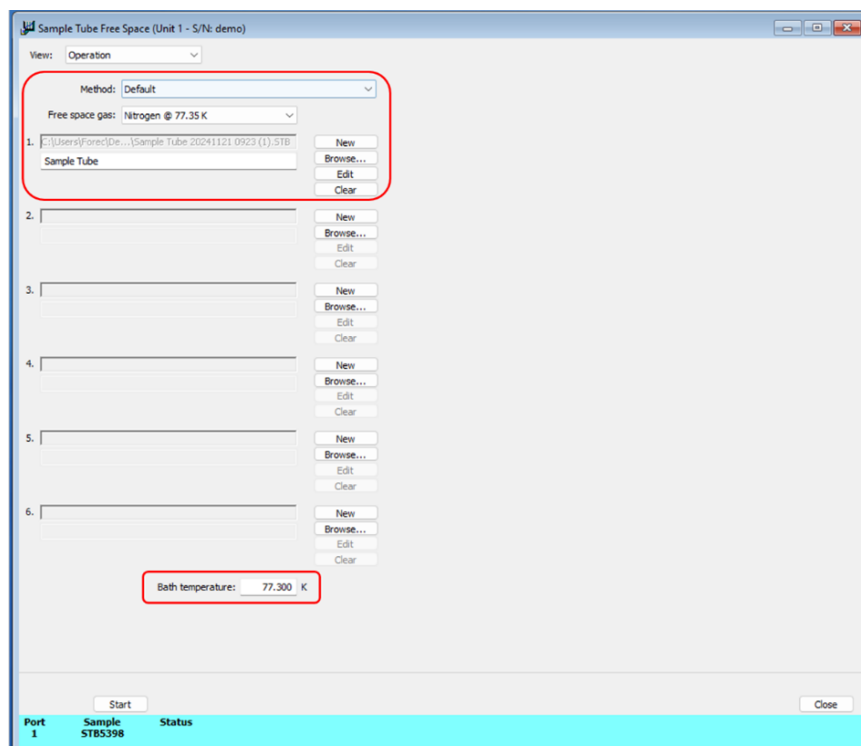 Sample Tube Free Space (Unit 1 - S/N: demo)
View: Operation
Method: Default
Free space gas: Nitrogen @ 77.35 K
1. C:\Users\Forec\De...\Sample Tube 20241121 0923 (1).STB New
Sample Tube Browse...
Edit
Clear
2. New
Browse...
Edit
Clear
3. New
Browse...
Edit
Clear
4. New
Browse...
Edit
Clear
5. New
Browse...
Edit
Clear
6. New
Browse...
Edit
Clear
Bath temperature: 77.300 K
Start Close
Port Sample Status
1 STB5398